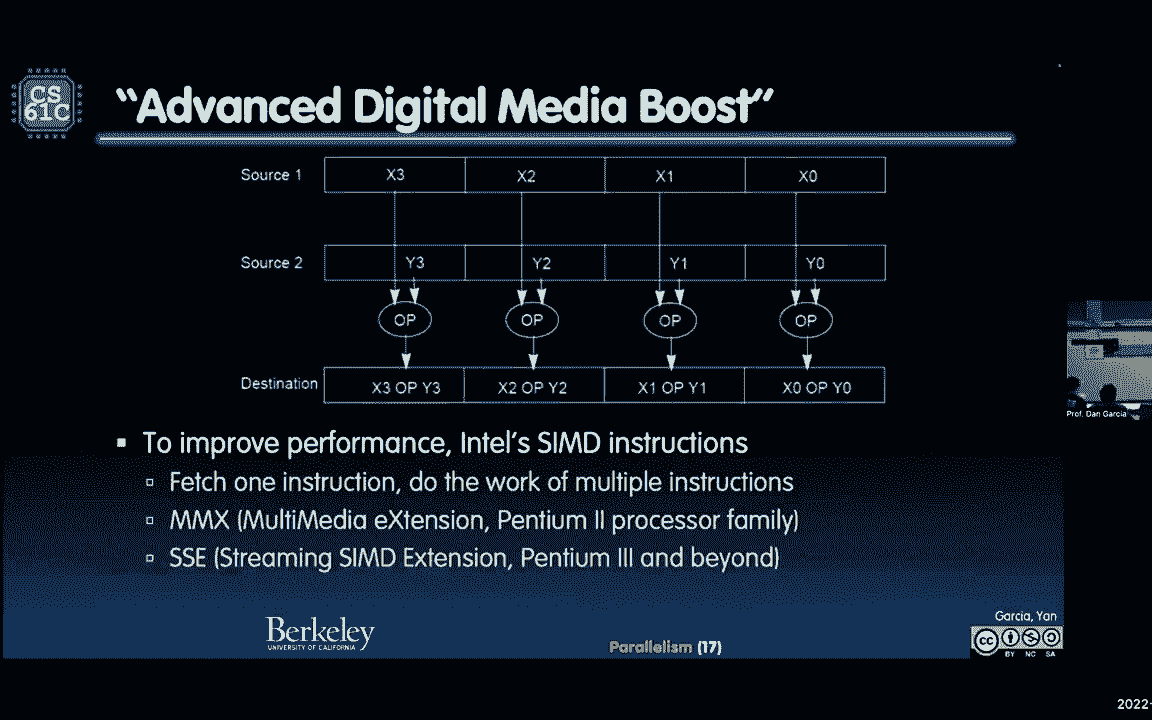 CS
61C
“Advanced Digital Media Boost”
Source 1 X3 X2 X1 X0
Source 2 Y3 Y2 Y1 Y0
OP OP OP OP
Destination X3 OP Y3 X2 OP Y2 X1 OP Y1 X0 OP Y0
Prof. Dan Garcia
▪ To improve performance, Intel’s SIMD instructions
▫ Fetch one instruction, do the work of multiple instructions
▫ MMX (MultiMedia eXtension, Pentium II processor family)
▫ SSE (Streaming SIMD Extension, Pentium III and beyond)
Garcia, Yan
Berkeley
UNIVERSITY OF CALIFORNIA
Parallelism (17)
cc
BY NC SA
2022-